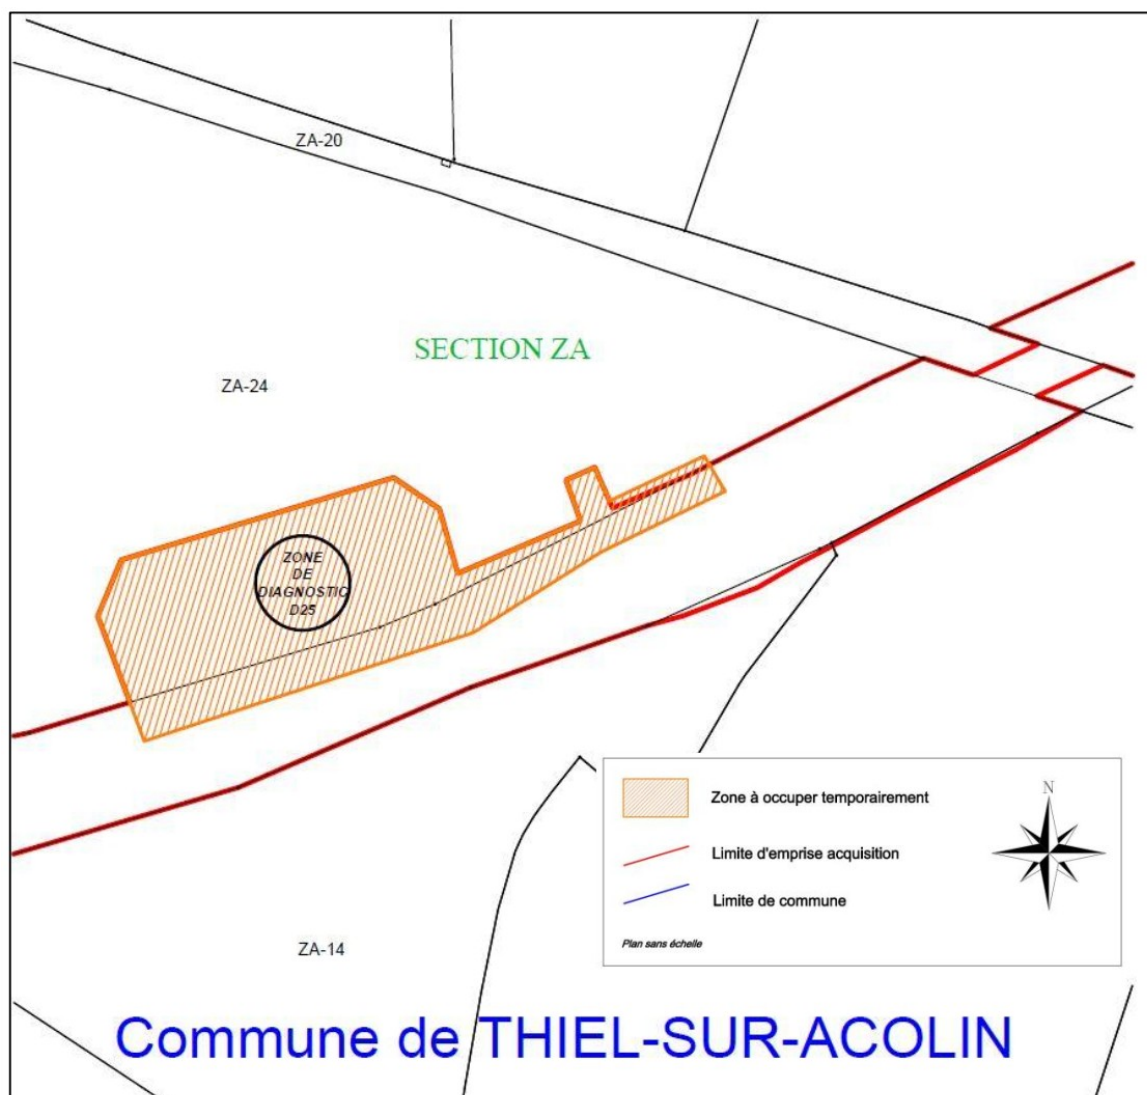 ZA-20
SECTION ZA
ZA-24
ZONE
DE
DIAGNOSTIC
D25
N
Zone à occuper temporairement
Limite d'emprise acquisition
Limite de commune
Plan sans échelle
ZA-14
Commune de THIEL-SUR-ACOLIN